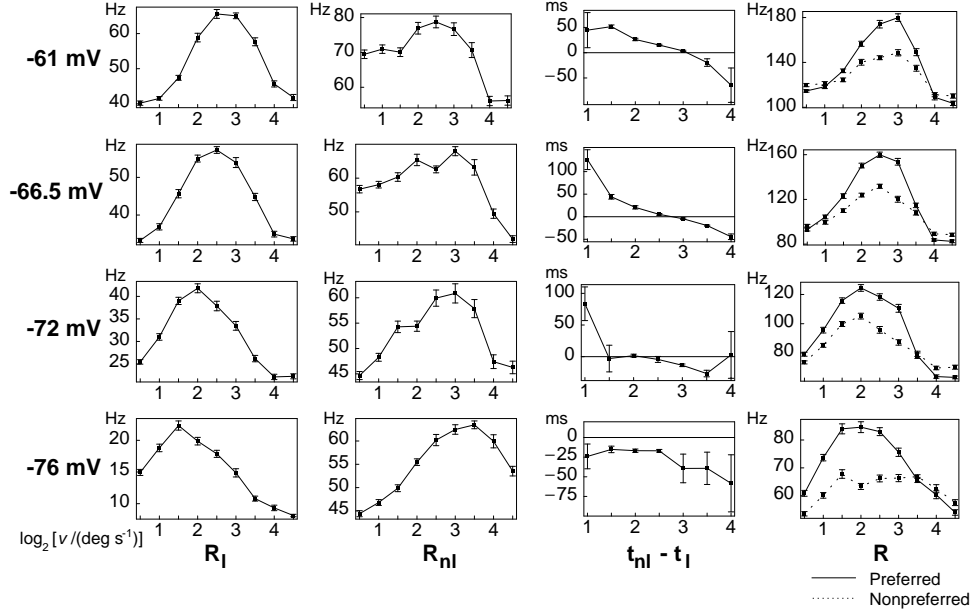 Hz Hz ms Hz
-61 mV
60 50 40
80 70 60
50 0 −50
180 160 140 120 100
1 2 3 4 1 2 3 4 1 2 3 4 1 2 3 4
Hz Hz ms Hz
-66.5 mV
50 40
60 50
100 50 0 −50
160 120 80
1 2 3 4 1 2 3 4 1 2 3 4 1 2 3 4
Hz Hz ms Hz
-72 mV
40 35 30 25
60 55 50 45
100 50 0
120 100 80
1 2 3 4 1 2 3 4 1 2 3 4 1 2 3 4
Hz Hz ms Hz
-76 mV
20 15 10
60 55 50 45
0 −25 −50 −75
80 70 60
1 2 3 4 1 2 3 4 1 2 3 4 1 2 3 4
log2 [v /(deg s-1)] Rl Rnl tnl - tl R
Preferred
Nonpreferred